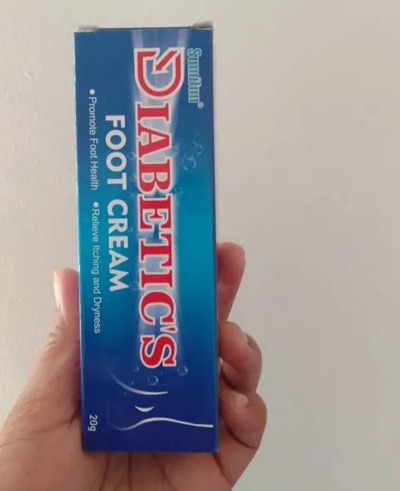 Sumifun®
DIABETIC'S
FOOT CREAM
• Promote Foot Health • Relieve Itching and Dryness
20g